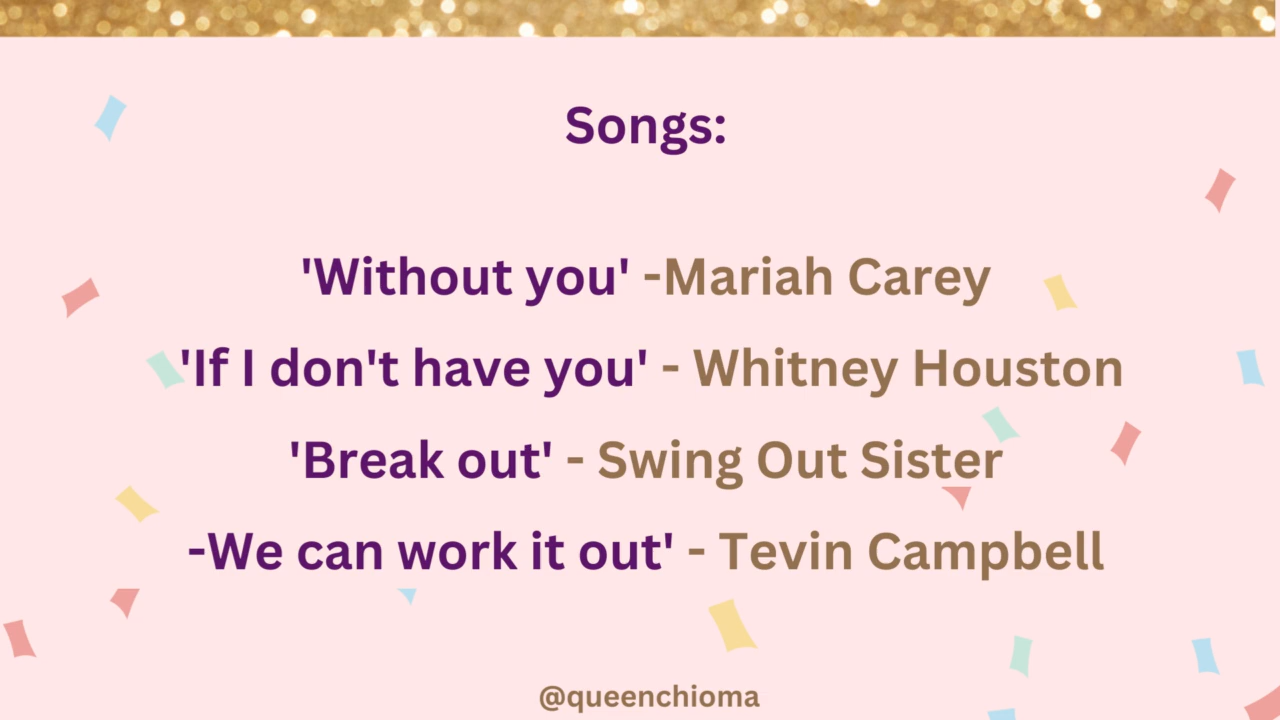 Songs:
'Without you' -Mariah Carey
'If I don't have you' - Whitney Houston
'Break out' - Swing Out Sister
-We can work it out' - Tevin Campbell
@queenchioma